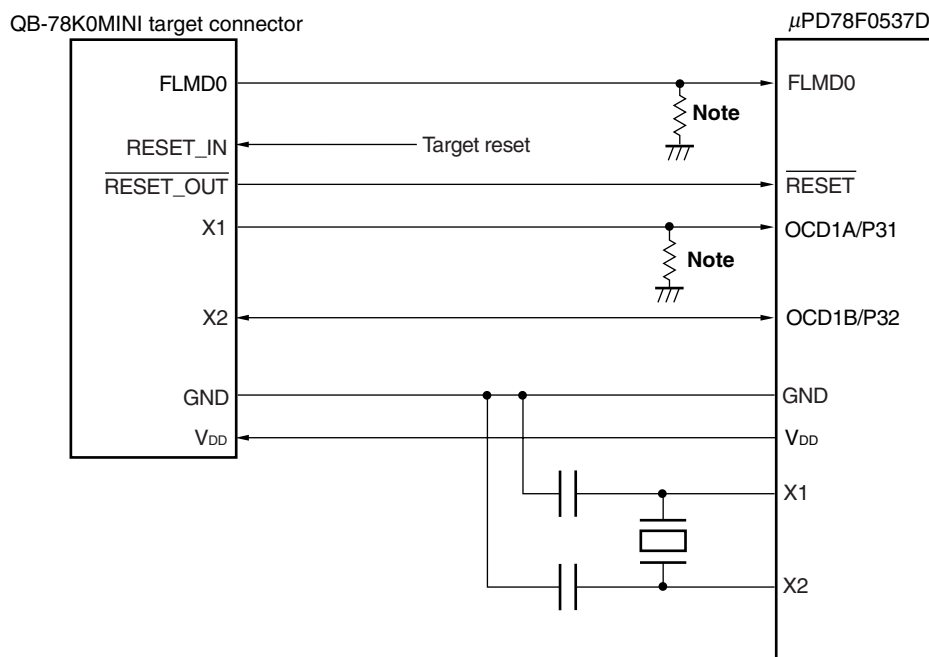 QB-78K0MINI target connector
μPD78F0537D
FLMD0
FLMD0
Note
RESET_IN
Target reset
RESET_OUT
RESET
X1
OCD1A/P31
Note
X2
OCD1B/P32
GND
GND
VDD
VDD
X1
X2